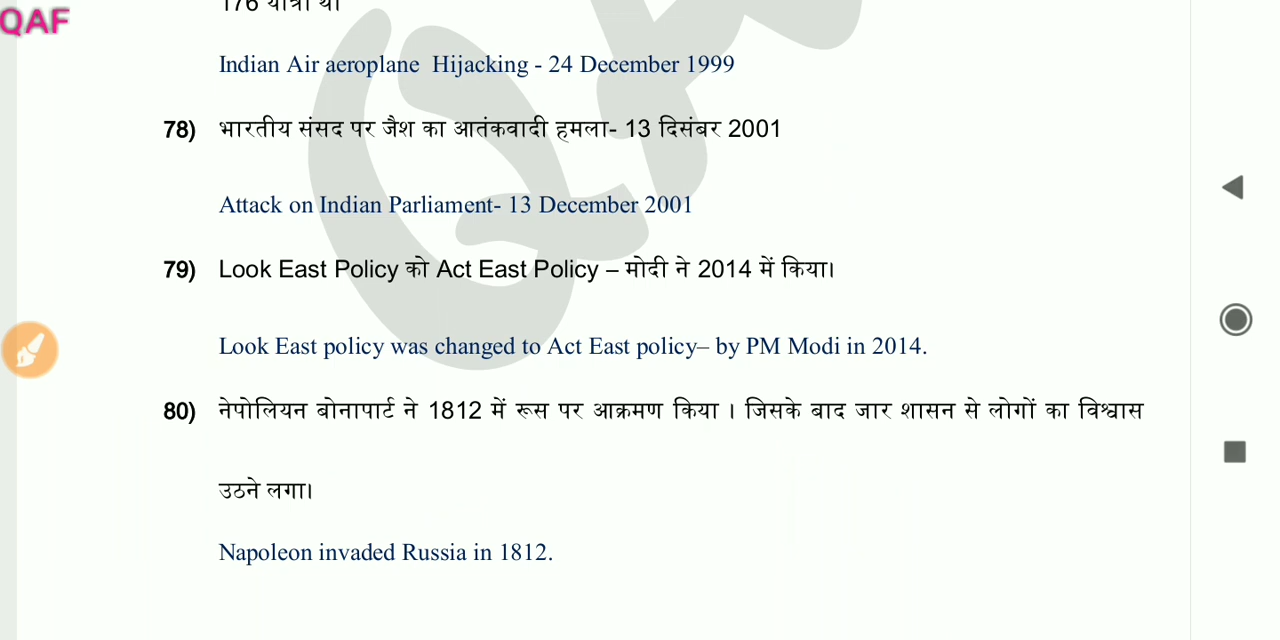 176 यात्री थी
QAF
Indian Air aeroplane Hijacking - 24 December 1999
78) भारतीय संसद पर जैश का आतंकवादी हमला- 13 दिसंबर 2001
Attack on Indian Parliament- 13 December 2001
79) Look East Policy को Act East Policy – मोदी ने 2014 में किया।
Look East policy was changed to Act East policy– by PM Modi in 2014.
80) नेपोलियन बोनापार्ट ने 1812 में रूस पर आक्रमण किया । जिसके बाद जार शासन से लोगों का विश्वास
उठने लगा।
Napoleon invaded Russia in 1812.